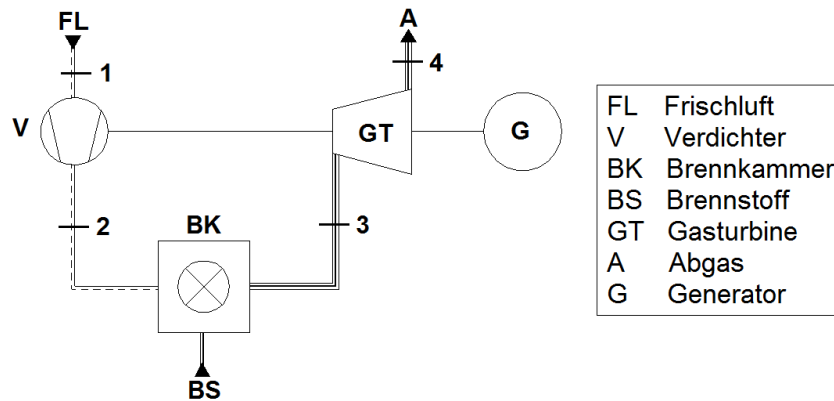 FL
A
1
4
V
GT
G
2
BK
3
BS
FL Frischluft
V Verdichter
BK Brennkammer
BS Brennstoff
GT Gasturbine
A Abgas
G Generator